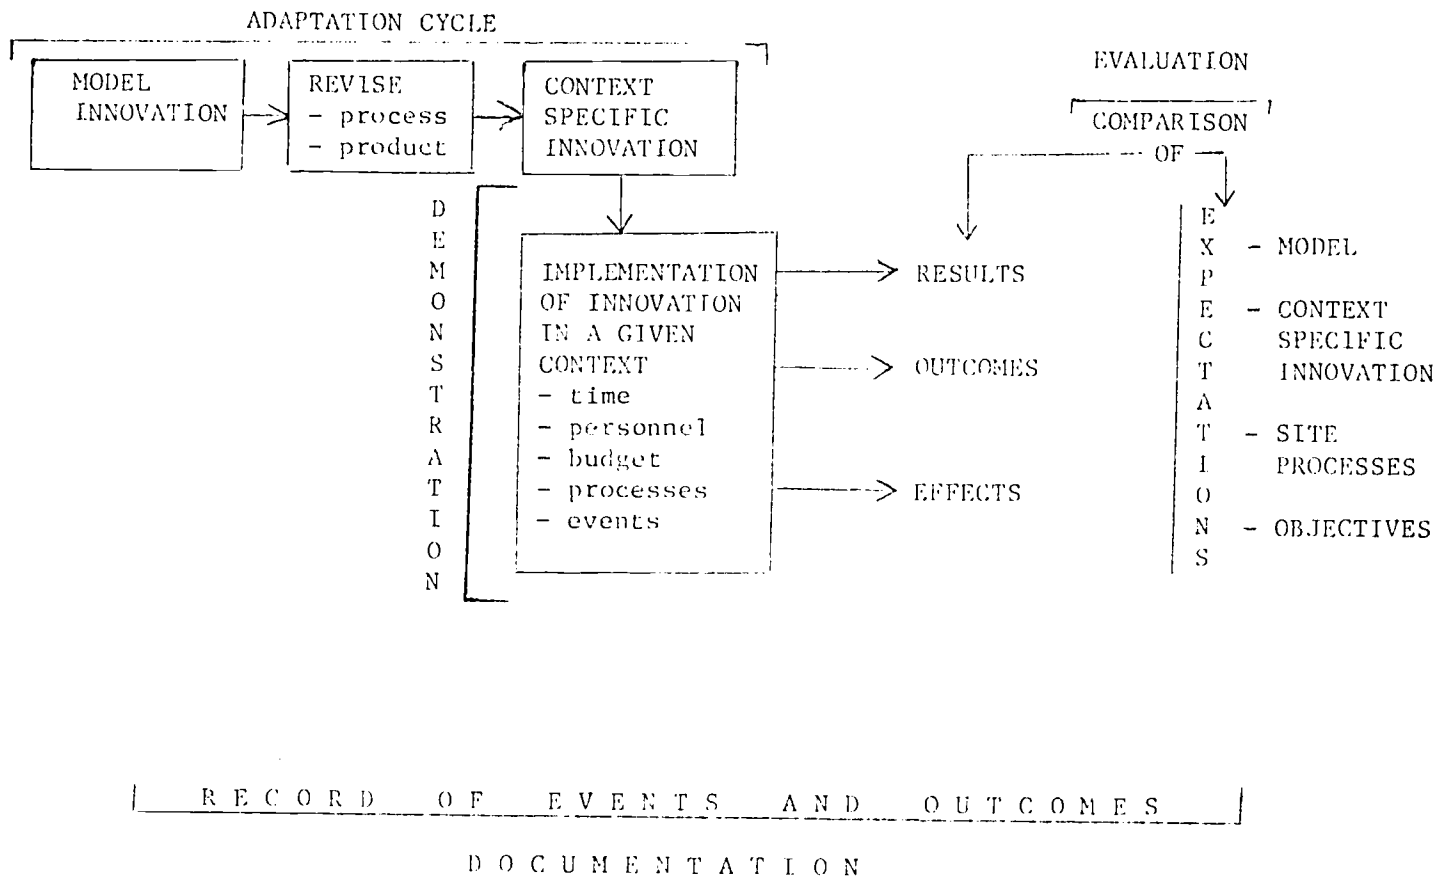 ADAPTATION CYCLE
MODEL
INNOVATION
REVISE
- process
- product
CONTEXT
SPECIFIC
INNOVATION
EVALUATION
COMPARISON
OF
DEMONSTRATION
IMPLEMENTATION
OF INNOVATION
IN A GIVEN
CONTEXT
- time
- personnel
- budget
- processes
- events
RESULTS
OUTCOMES
EFFECTS
EXPECTATIONS
- MODEL
- CONTEXT
SPECIFIC
INNOVATION
- SITE
PROCESSES
- OBJECTIVES
RECORD OF EVENTS AND OUTCOMES
DOCUMENTATION